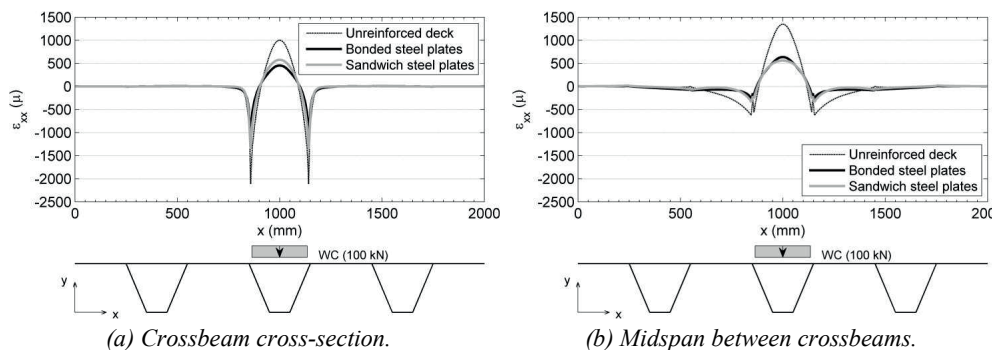 1500
1000
500
0
-500
-1000
-1500
-2000
-2500
εxx (μ)
Unreinforced deck
Bonded steel plates
Sandwich steel plates
0 500 1000 1500 2000
x (mm)
WC (100 kN)
y
x
(a) Crossbeam cross-section.
1500
1000
500
0
-500
1000
-1500
-2000
2500
εxx (μ)
Unreinforced deck
Bonded steel plates
Sandwich steel plates
0 500 1000 1500 2000
x (mm)
WC (100 kN)
y
x
(b) Midspan between crossbeams.